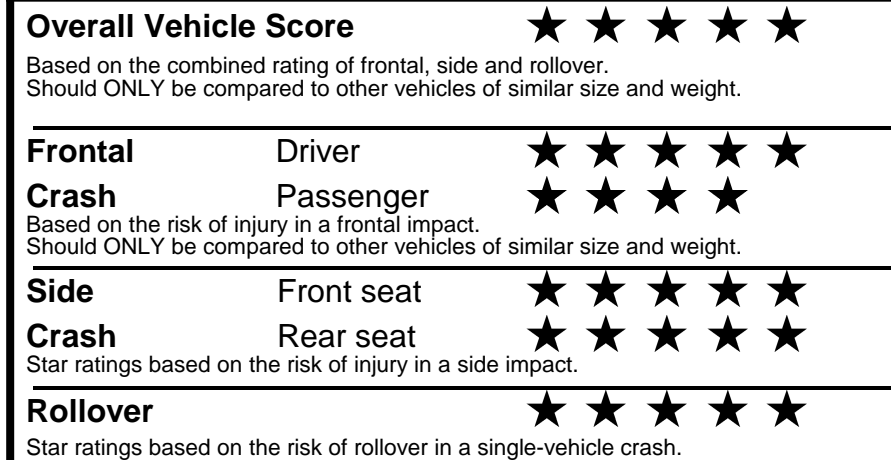 Overall Vehicle Score ★ ★ ★ ★ ★
Based on the combined rating of frontal, side and rollover.
Should ONLY be compared to other vehicles of similar size and weight.
Frontal Driver ★ ★ ★ ★ ★
Crash Passenger ★ ★ ★ ★
Based on the risk of injury in a frontal impact.
Should ONLY be compared to other vehicles of similar size and weight.
Side Front seat ★ ★ ★ ★ ★
Crash Rear seat ★ ★ ★ ★ ★
Star ratings based on the risk of injury in a side impact.
Rollover ★ ★ ★ ★ ★
Star ratings based on the risk of rollover in a single-vehicle crash.